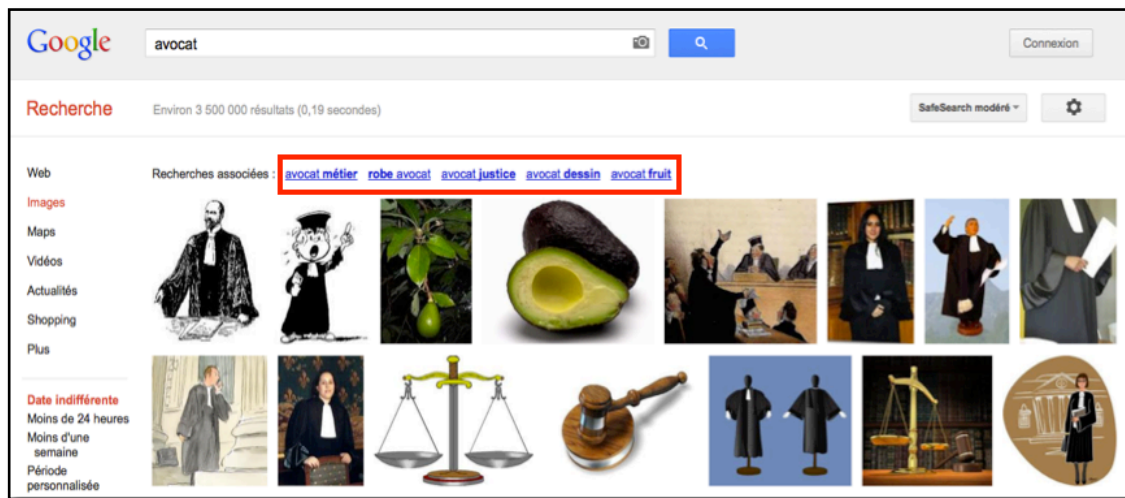 Google
avocat
Connexion
Recherche
Environ 3 500 000 résultats (0,19 secondes)
SafeSearch modéré
Web
Recherches associées : avocat métier robe avocat avocat justice avocat dessin avocat fruit
Images
Maps
Vidéos
Actualités
Shopping
Plus
Date indifférente
Moins de 24 heures
Moins d'une
semaine
Période
personnalisée